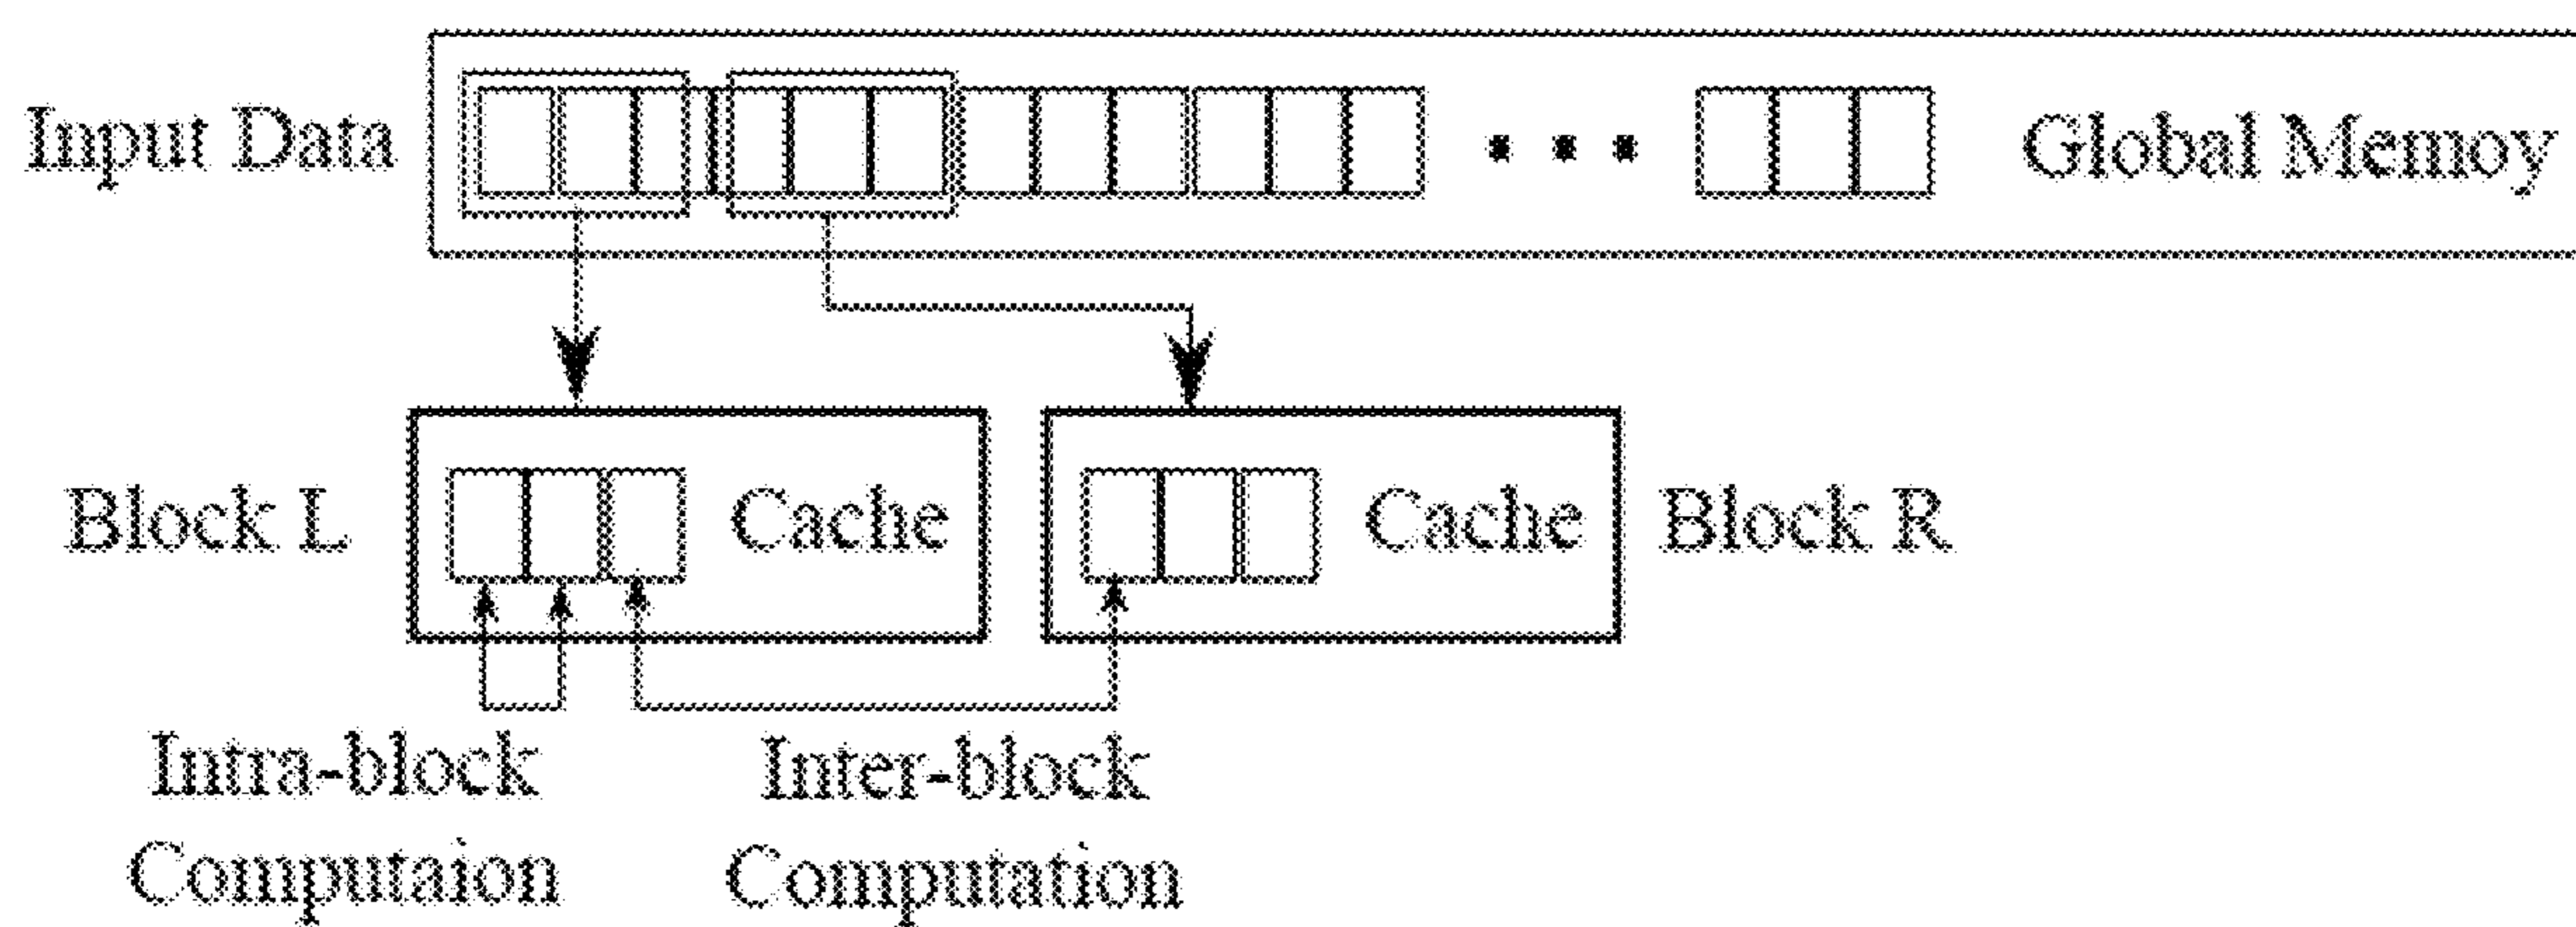 Input Data
Global Memoy
Block L
Cache
Cache
Block R
Intra-block
Computaion
Inter-block
Computation